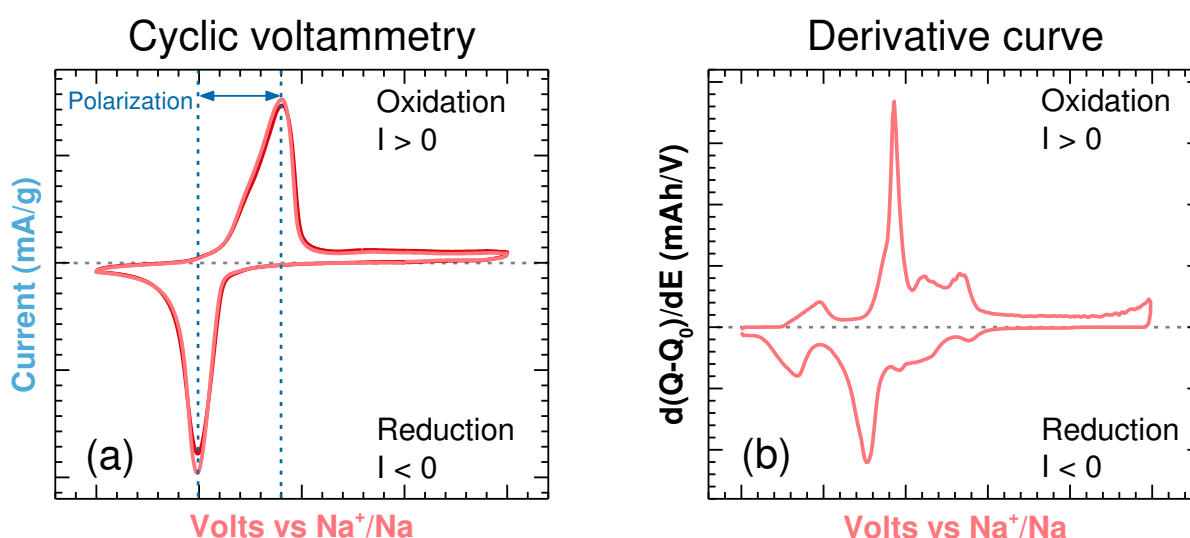 Cyclic voltammetry
Polarization
Oxidation
I > 0
Current (mA/g)
(a)
Reduction
I < 0
Volts vs Na⁺/Na
Derivative curve
Oxidation
I > 0
d(Q-Q₀)/dE (mAh/V)
(b)
Reduction
I < 0
Volts vs Na⁺/Na